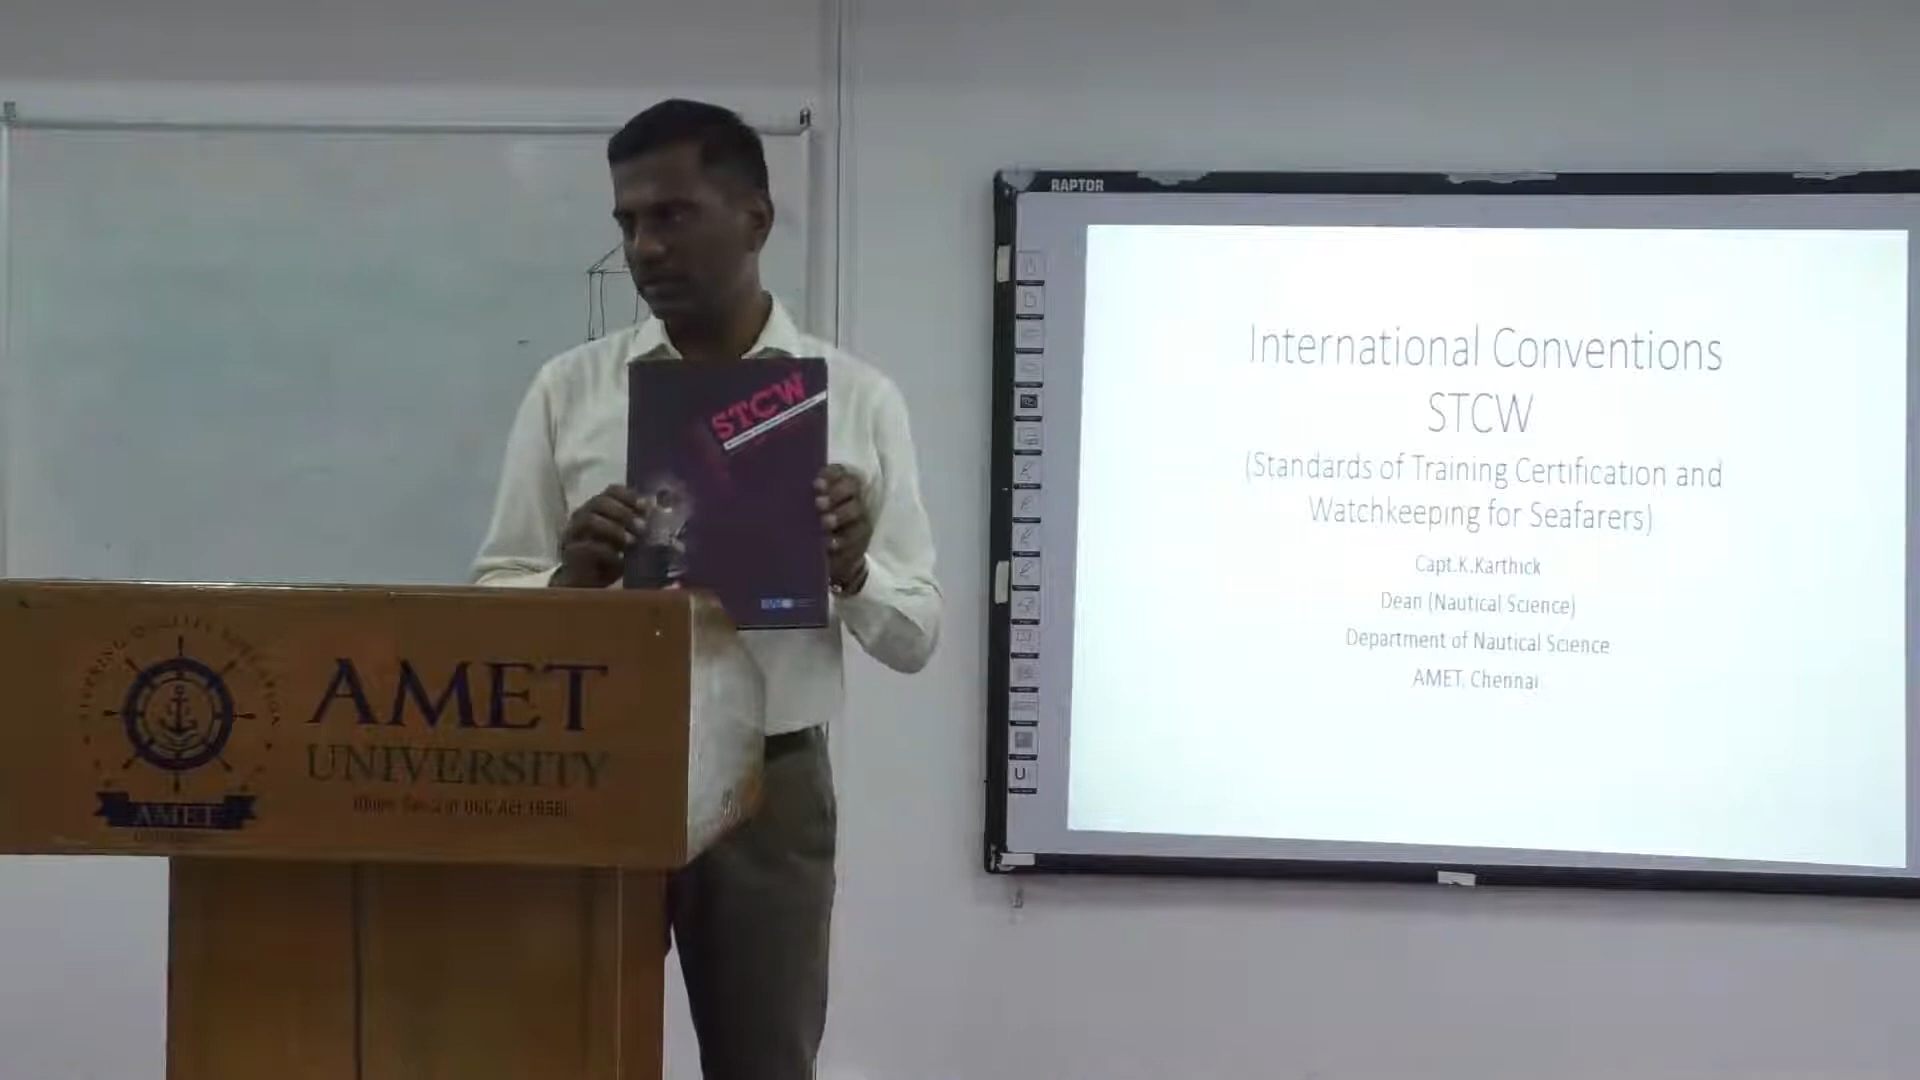 RAPTOR
International Conventions
STCW
(Standards of Training Certification and
Watchkeeping for Seafarers)
Capt.K.Karthick
Dean (Nautical Science)
Department of Nautical Science
AMET, Chennai
STCW
AMET
UNIVERSITY
AMET
U